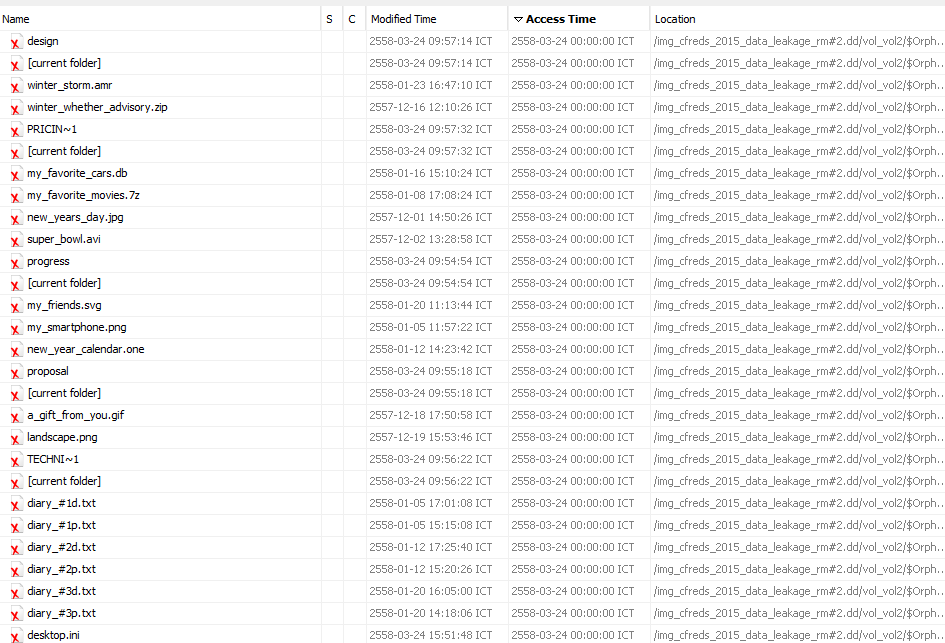 Name S C Modified Time Access Time Location
design 2558-03-24 09:57:14 ICT 2558-03-24 00:00:00 ICT /img_cfreds_2015_data_leakage_rm#2.dd/vol_vol2/$Orph...
[current folder] 2558-03-24 09:57:14 ICT 2558-03-24 00:00:00 ICT /img_cfreds_2015_data_leakage_rm#2.dd/vol_vol2/$Orph...
winter_storm.amr 2558-01-23 16:47:10 ICT 2558-03-24 00:00:00 ICT /img_cfreds_2015_data_leakage_rm#2.dd/vol_vol2/$Orph...
winter_whether_advisory.zip 2557-12-16 12:10:26 ICT 2558-03-24 00:00:00 ICT /img_cfreds_2015_data_leakage_rm#2.dd/vol_vol2/$Orph...
PRICIN~1 2558-03-24 09:57:32 ICT 2558-03-24 00:00:00 ICT /img_cfreds_2015_data_leakage_rm#2.dd/vol_vol2/$Orph...
[current folder] 2558-03-24 09:57:32 ICT 2558-03-24 00:00:00 ICT /img_cfreds_2015_data_leakage_rm#2.dd/vol_vol2/$Orph...
my_favorite_cars.db 2558-01-16 15:10:24 ICT 2558-03-24 00:00:00 ICT /img_cfreds_2015_data_leakage_rm#2.dd/vol_vol2/$Orph...
my_favorite_movies.7z 2558-01-08 17:08:24 ICT 2558-03-24 00:00:00 ICT /img_cfreds_2015_data_leakage_rm#2.dd/vol_vol2/$Orph...
new_years_day.jpg 2557-12-01 14:50:26 ICT 2558-03-24 00:00:00 ICT /img_cfreds_2015_data_leakage_rm#2.dd/vol_vol2/$Orph...
super_bowl.avi 2557-12-02 13:28:58 ICT 2558-03-24 00:00:00 ICT /img_cfreds_2015_data_leakage_rm#2.dd/vol_vol2/$Orph...
progress 2558-03-24 09:54:54 ICT 2558-03-24 00:00:00 ICT /img_cfreds_2015_data_leakage_rm#2.dd/vol_vol2/$Orph...
[current folder] 2558-03-24 09:54:54 ICT 2558-03-24 00:00:00 ICT /img_cfreds_2015_data_leakage_rm#2.dd/vol_vol2/$Orph...
my_friends.svg 2558-01-20 11:13:44 ICT 2558-03-24 00:00:00 ICT /img_cfreds_2015_data_leakage_rm#2.dd/vol_vol2/$Orph...
my_smartphone.png 2558-01-05 11:57:22 ICT 2558-03-24 00:00:00 ICT /img_cfreds_2015_data_leakage_rm#2.dd/vol_vol2/$Orph...
new_year_calendar.one 2558-01-12 14:23:42 ICT 2558-03-24 00:00:00 ICT /img_cfreds_2015_data_leakage_rm#2.dd/vol_vol2/$Orph...
proposal 2558-03-24 09:55:18 ICT 2558-03-24 00:00:00 ICT /img_cfreds_2015_data_leakage_rm#2.dd/vol_vol2/$Orph...
[current folder] 2558-03-24 09:55:18 ICT 2558-03-24 00:00:00 ICT /img_cfreds_2015_data_leakage_rm#2.dd/vol_vol2/$Orph...
a_gift_from_you.gif 2557-12-18 17:50:58 ICT 2558-03-24 00:00:00 ICT /img_cfreds_2015_data_leakage_rm#2.dd/vol_vol2/$Orph...
landscape.png 2557-12-19 15:53:46 ICT 2558-03-24 00:00:00 ICT /img_cfreds_2015_data_leakage_rm#2.dd/vol_vol2/$Orph...
TECHNI~1 2558-03-24 09:56:22 ICT 2558-03-24 00:00:00 ICT /img_cfreds_2015_data_leakage_rm#2.dd/vol_vol2/$Orph...
[current folder] 2558-03-24 09:56:22 ICT 2558-03-24 00:00:00 ICT /img_cfreds_2015_data_leakage_rm#2.dd/vol_vol2/$Orph...
diary_#1d.txt 2558-01-05 17:01:08 ICT 2558-03-24 00:00:00 ICT /img_cfreds_2015_data_leakage_rm#2.dd/vol_vol2/$Orph...
diary_#1p.txt 2558-01-05 15:15:08 ICT 2558-03-24 00:00:00 ICT /img_cfreds_2015_data_leakage_rm#2.dd/vol_vol2/$Orph...
diary_#2d.txt 2558-01-12 17:25:40 ICT 2558-03-24 00:00:00 ICT /img_cfreds_2015_data_leakage_rm#2.dd/vol_vol2/$Orph...
diary_#2p.txt 2558-01-12 15:20:26 ICT 2558-03-24 00:00:00 ICT /img_cfreds_2015_data_leakage_rm#2.dd/vol_vol2/$Orph...
diary_#3d.txt 2558-01-20 16:05:00 ICT 2558-03-24 00:00:00 ICT /img_cfreds_2015_data_leakage_rm#2.dd/vol_vol2/$Orph...
diary_#3p.txt 2558-01-20 14:18:06 ICT 2558-03-24 00:00:00 ICT /img_cfreds_2015_data_leakage_rm#2.dd/vol_vol2/$Orph...
desktop.ini 2558-03-24 15:51:48 ICT 2558-03-24 00:00:00 ICT /img_cfreds_2015_data_leakage_rm#2.dd/vol_vol2/$Orph...